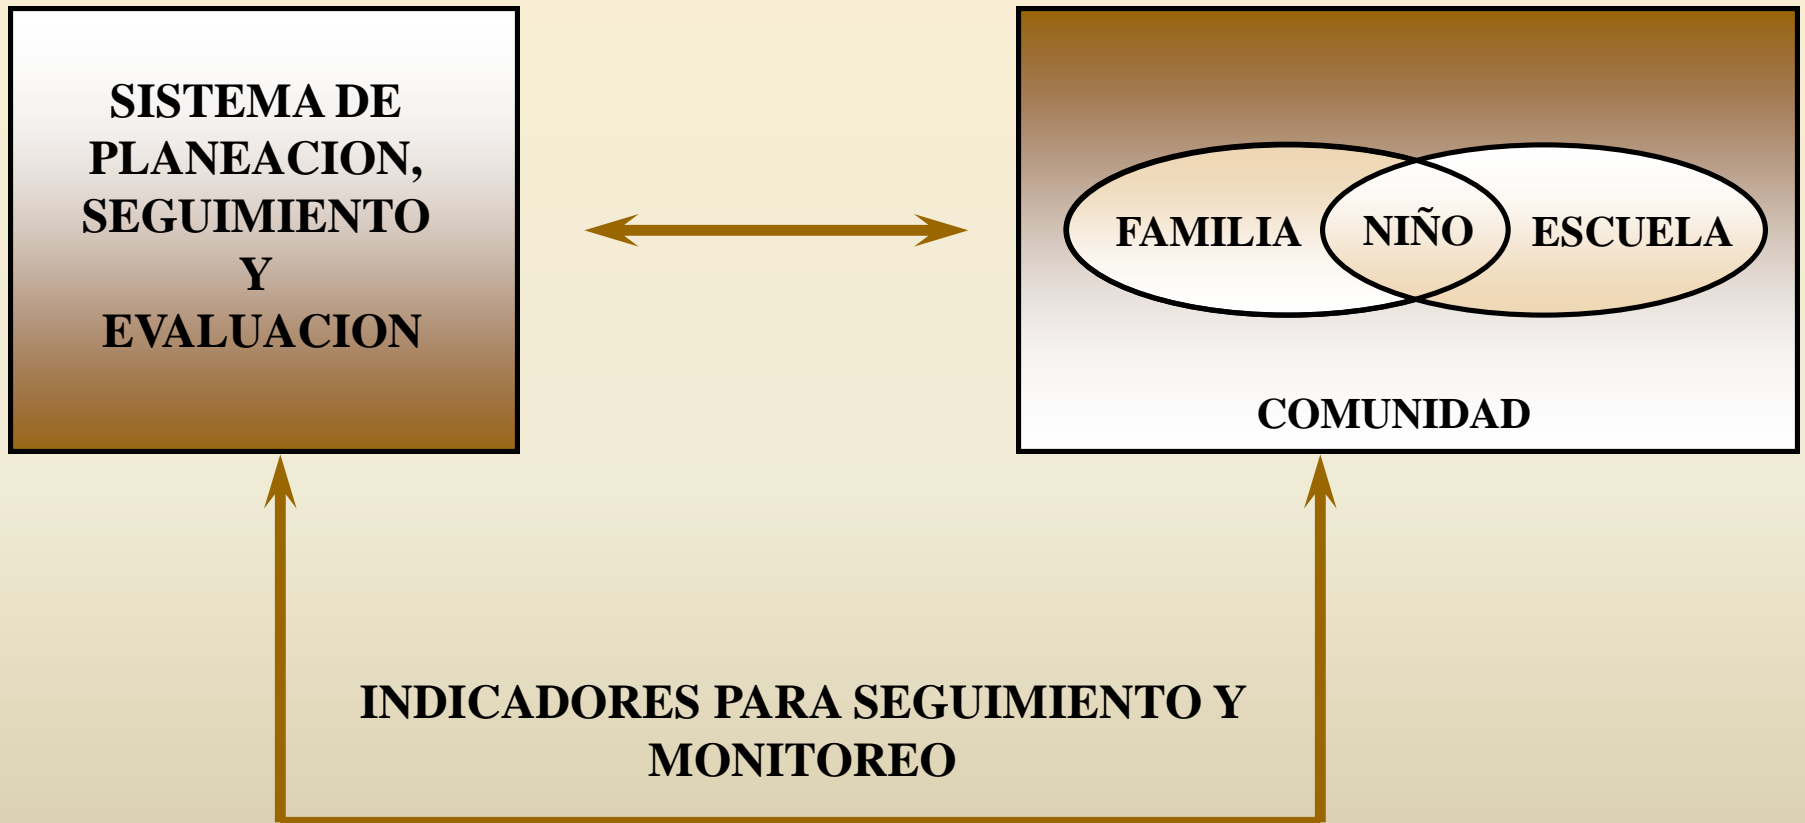 SISTEMA DE
PLANEACION,
SEGUIMIENTO
Y
EVALUACION
FAMILIA
NIÑO
ESCUELA
COMUNIDAD
INDICADORES PARA SEGUIMIENTO Y
MONITOREO